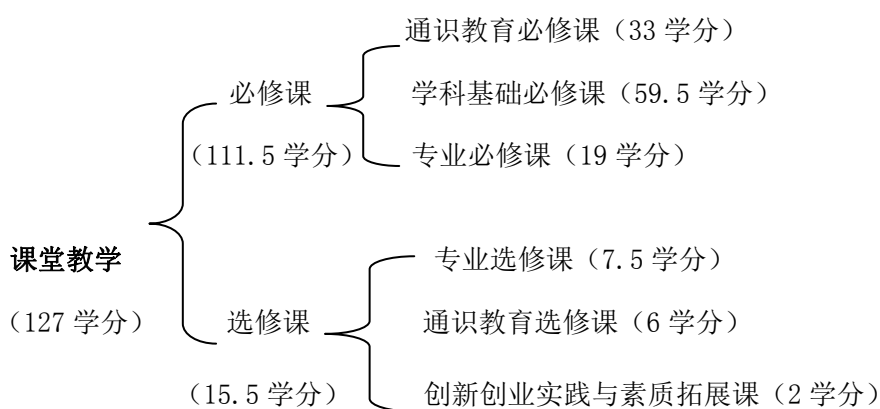 通识教育必修课（33 学分）
必修课
学科基础必修课（59.5 学分）
（111.5 学分）
专业必修课（19 学分）
课堂教学
专业选修课（7.5 学分）
（127 学分）
选修课
通识教育选修课（6 学分）
（15.5 学分）
创新创业实践与素质拓展课（2 学分）